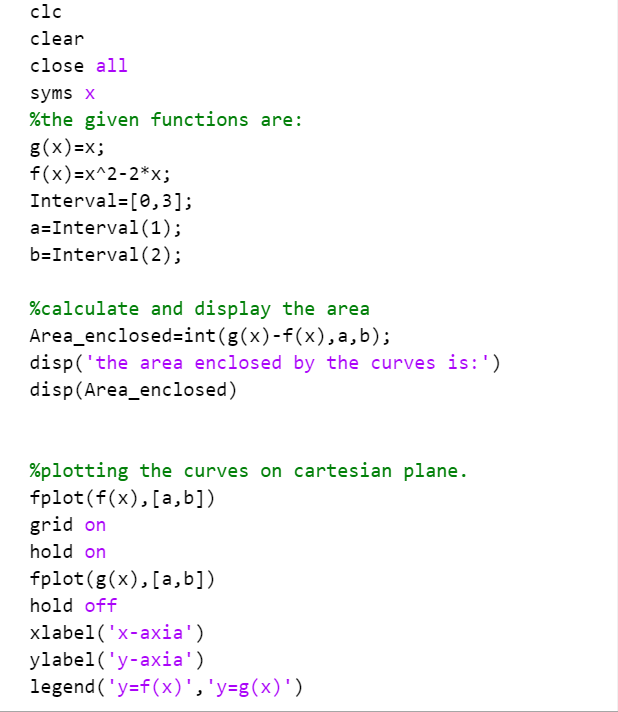 clc
clear
close all
syms x
%the given functions are:
g(x)=x;
f(x)=x^2-2*x;
Interval=[0,3];
a=Interval(1);
b=Interval(2);
%calculate and display the area
Area_enclosed=int(g(x)-f(x),a,b);
disp('the area enclosed by the curves is:')
disp(Area_enclosed)
%plotting the curves on cartesian plane.
fplot(f(x),[a,b])
grid on
hold on
fplot(g(x),[a,b])
hold off
xlabel('x-axia')
ylabel('y-axia')
legend('y=f(x)','y=g(x)')